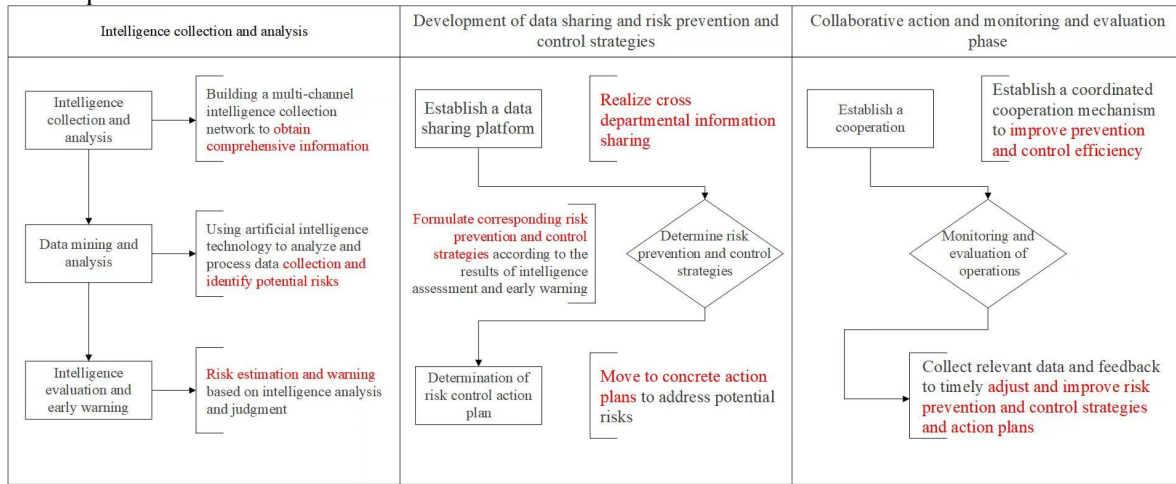 Intelligence collection and analysis
Development of data sharing and risk prevention and
control strategies
Collaborative action and monitoring and evaluation
phase
Intelligence
collection and
analysis
Building a multi-channel
intelligence collection
network to obtain
comprehensive information
Data mining and
analysis
Using artificial intelligence
technology to analyze and
process data collection and
identify potential risks
Intelligence
evaluation and
early warning
Risk estimation and warning
based on intelligence analysis
and judgment
Establish a data
sharing platform
Realize cross
departmental information
sharing
Formulate corresponding risk
prevention and control
strategies according to the
results of intelligence
assessment and early warning
Determine risk
prevention and control
strategies
Determination of
risk control action
plan
Move to concrete action
plans to address potential
risks
Establish a
cooperation
Establish a coordinated
cooperation mechanism
to improve prevention
and control efficiency
Monitoring and
evaluation of
operations
Collect relevant data and feedback
to timely adjust and improve risk
prevention and control strategies
and action plans